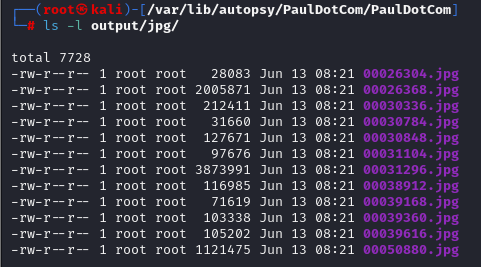 ┌──(root㉿kali)-[/var/lib/autopsy/PaulDotCom/PaulDotCom]
└─# ls -l output/jpg/
total 7728
-rw-r--r-- 1 root root 28083 Jun 13 08:21 00026304.jpg
-rw-r--r-- 1 root root 2005871 Jun 13 08:21 00026368.jpg
-rw-r--r-- 1 root root 212411 Jun 13 08:21 00030336.jpg
-rw-r--r-- 1 root root 31660 Jun 13 08:21 00030784.jpg
-rw-r--r-- 1 root root 127671 Jun 13 08:21 00030848.jpg
-rw-r--r-- 1 root root 97676 Jun 13 08:21 00031104.jpg
-rw-r--r-- 1 root root 3873991 Jun 13 08:21 00031296.jpg
-rw-r--r-- 1 root root 116985 Jun 13 08:21 00038912.jpg
-rw-r--r-- 1 root root 71619 Jun 13 08:21 00039168.jpg
-rw-r--r-- 1 root root 103338 Jun 13 08:21 00039360.jpg
-rw-r--r-- 1 root root 105202 Jun 13 08:21 00039616.jpg
-rw-r--r-- 1 root root 1121475 Jun 13 08:21 00050880.jpg